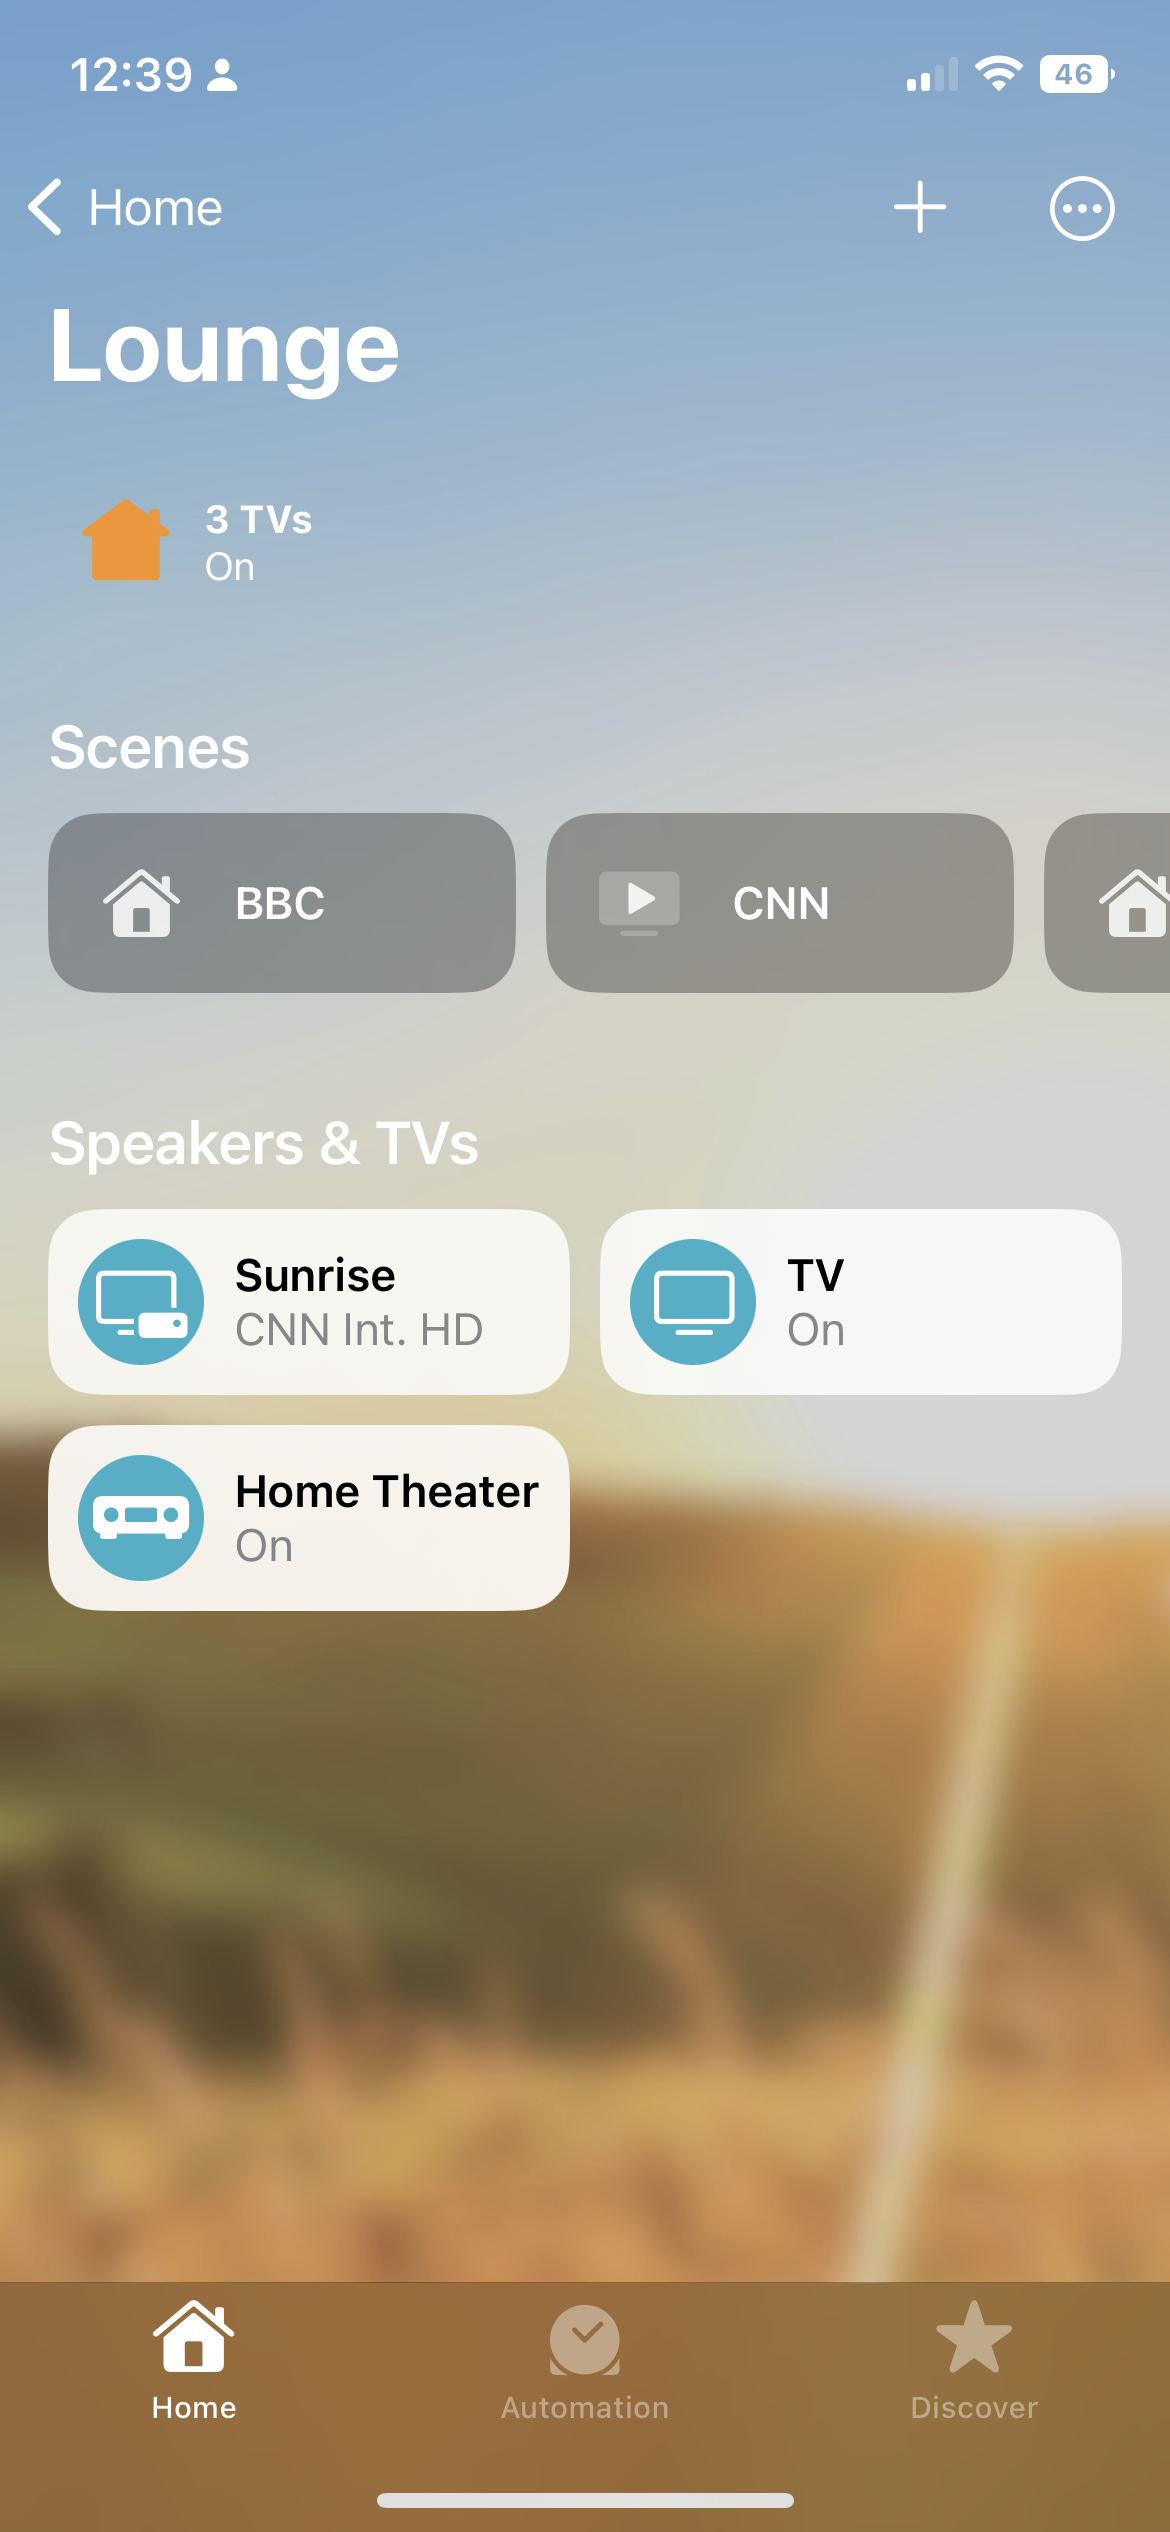 12:39
46
Home
Lounge
3 TVs
On
Scenes
BBC
CNN
Speakers & TVs
Sunrise
CNN Int. HD
TV
On
Home Theater
On
Home
Automation
Discover